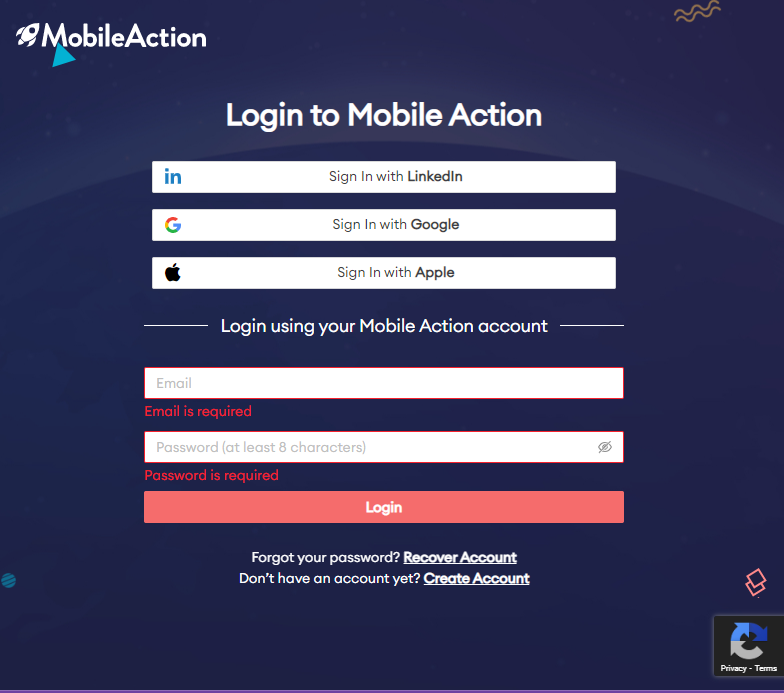 MobileAction
Login to Mobile Action
Sign In with LinkedIn
Sign In with Google
Sign In with Apple
Login using your Mobile Action account
Email
Email is required
Password (at least 8 characters)
Password is required
Login
Forgot your password? Recover Account
Don't have an account yet? Create Account
Privacy - Terms